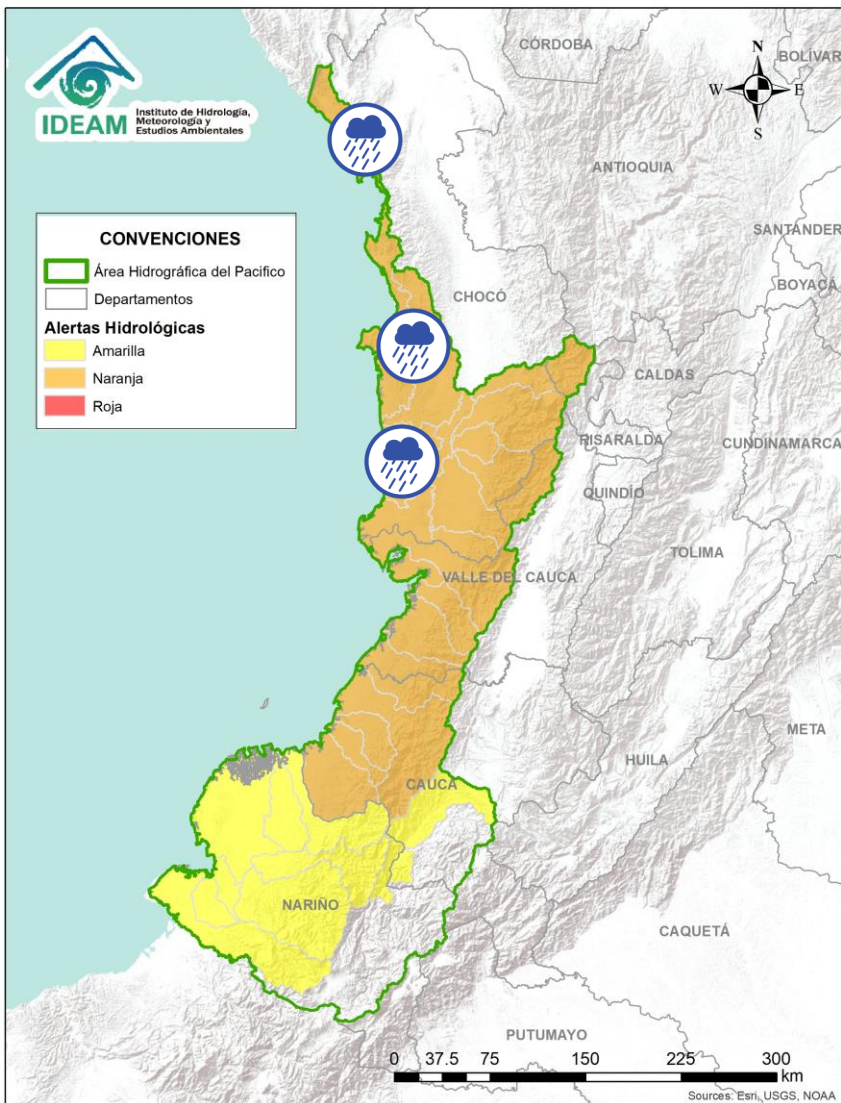 IDEAM
Instituto de Hidrología,
Meteorología y
Estudios Ambientales
CÓRDOBA
BOLÍVAR
N
W
E
S
ANTIOQUIA
SANTANDER
CONVENCIONES
Área Hidrográfica del Pacifico
Departamentos
Alertas Hidrológicas
Amarilla
Naranja
Roja
BOYACÁ
CHOCÓ
CALDAS
RISARALDA
CUNDINAMARCA
QUINDÍO
TOLIMA
VALLE DEL CAUCA
META
HUILA
CAUCA
NARIÑO
CAQUETÁ
PUTUMAYO
0 37.5 75 150 225 300
km
Sources: Esri, USGS, NOAA